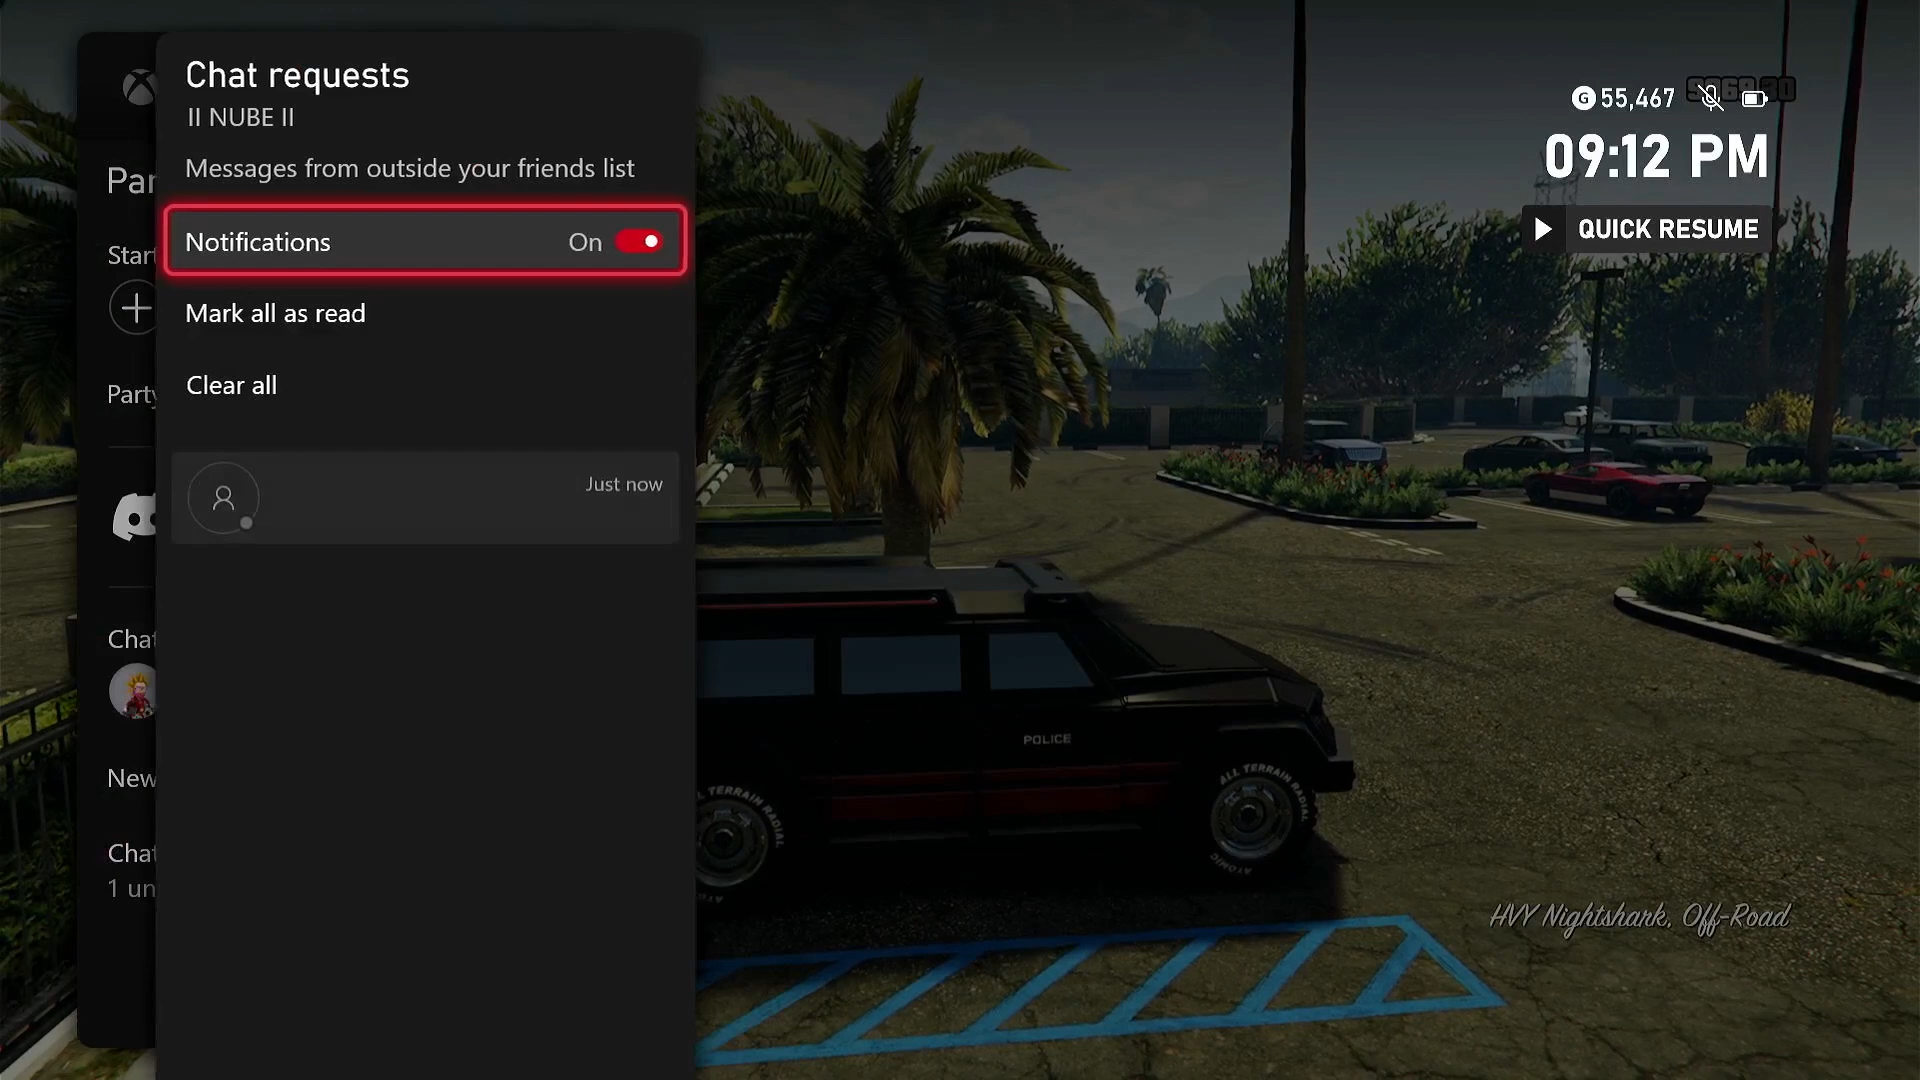 Chat requests
II NUBE II
Messages from outside your friends list
Notifications
On
Mark all as read
Clear all
Just now
Par
Start
Party
Chat
New
Chat
1 un
55,467
09:12 PM
QUICK RESUME
POLICE
ALL TERRAIN RADIAL
L TERRAIN RADIAL
ATOMIC
HVY Nightshark, Off-Road